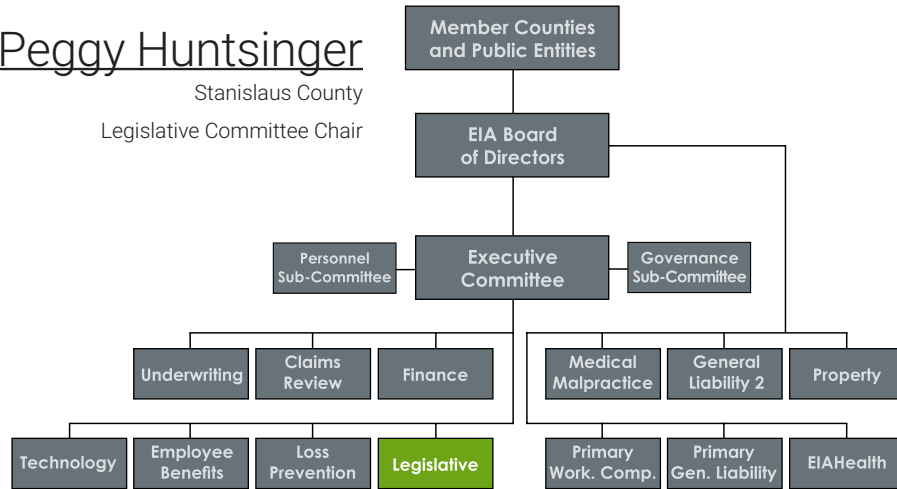 Peggy Huntsinger
Stanislaus County
Legislative Committee Chair
Member Counties
and Public Entities
EIA Board
of Directors
Personnel
Sub-Committee
Executive
Committee
Governance
Sub-Committee
Underwriting
Claims
Review
Finance
Medical
Malpractice
General
Liability 2
Property
Technology
Employee
Benefits
Loss
Prevention
Legislative
Primary
Work. Comp.
Primary
Gen. Liability
EIAHealth